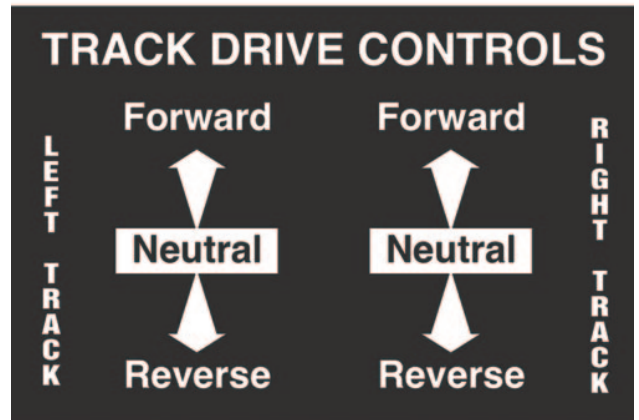 TRACK DRIVE CONTROLS
LEFT TRACK
Forward
Neutral
Reverse
Forward
Neutral
Reverse
RIGHT TRACK